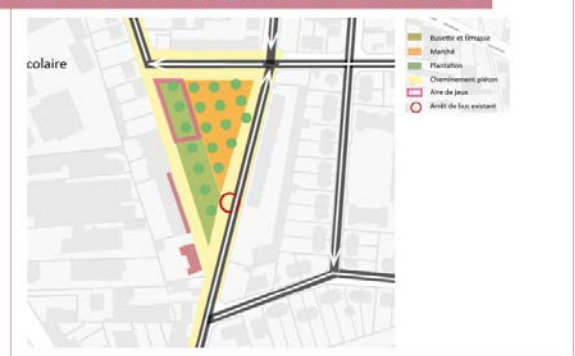 colaire
Buvette et terrasse
Marché
Plantation
Cheminement piéton
Aire de jeux
Arrêt de bus existant